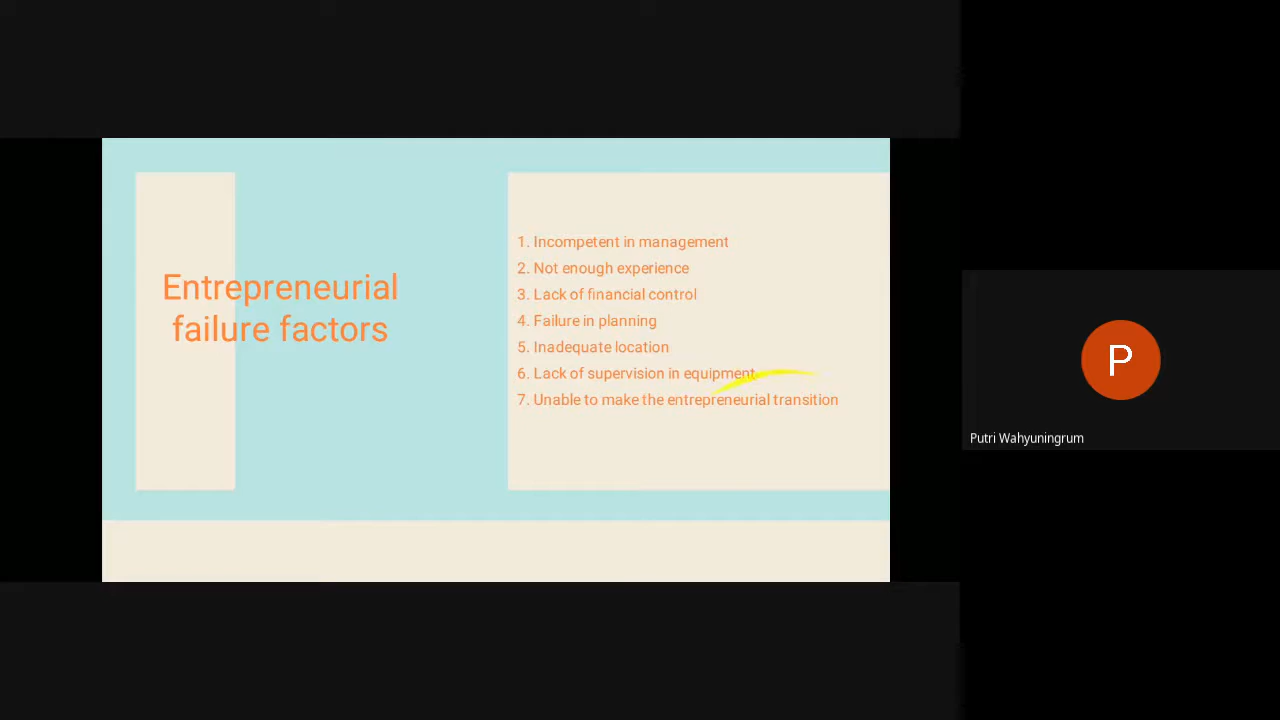 Entrepreneurial
failure factors
1. Incompetent in management
2. Not enough experience
3. Lack of financial control
4. Failure in planning
5. Inadequate location
6. Lack of supervision in equipment
7. Unable to make the entrepreneurial transition
P
Putri Wahyuningrum